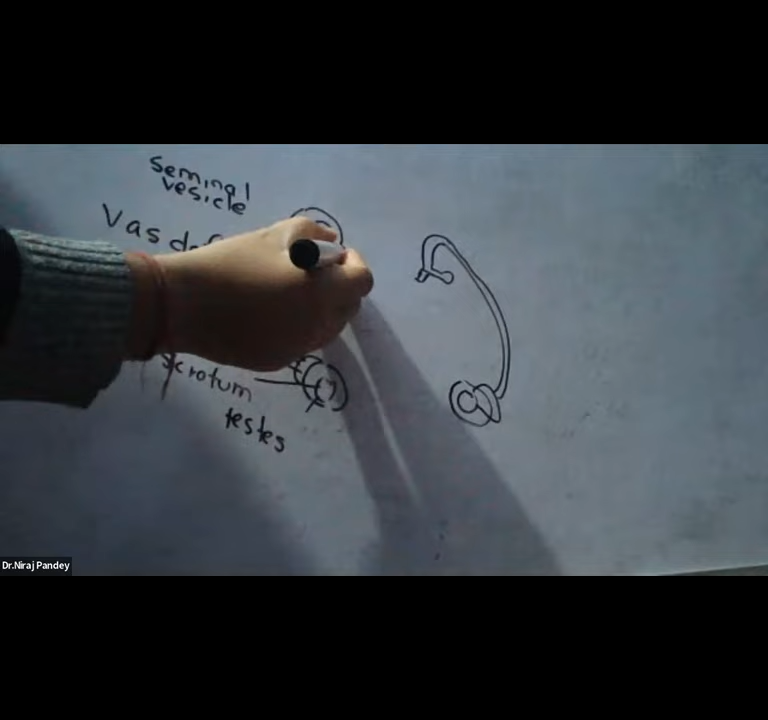 Seminal
vesicle
Vas
scrotum
testes
Dr.Niraj Pandey